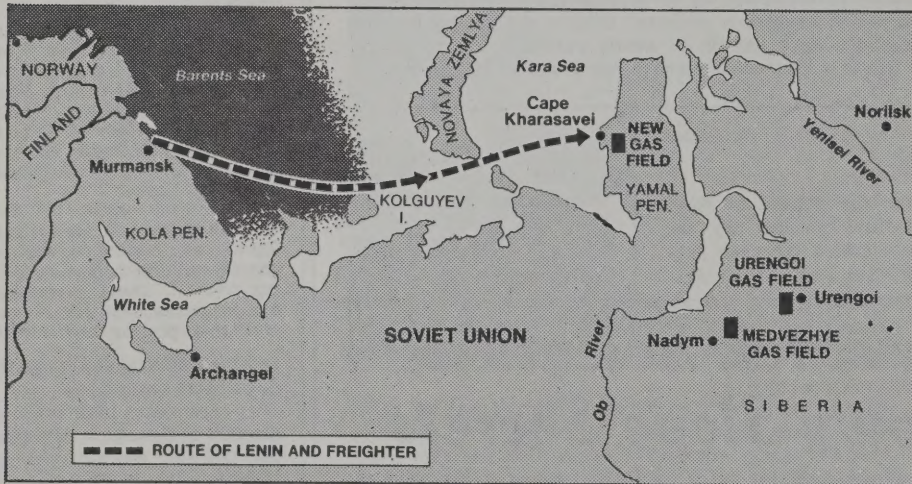 NORWAY
FINLAND
Barents Sea
Murmansk
KOLA PEN.
White Sea
Archangel
NOVAYA ZEMLYA
Kara Sea
Cape
Kharasavei
KOLGUYEV
I.
NEW
GAS
FIELD
YAMAL
PEN.
Noriisk
Yenisei River
URENGOI
GAS FIELD
Urengoi
Nadym
MEDVEZHYE
GAS FIELD
SOVIET UNION
Ob River
SIBERIA
ROUTE OF LENIN AND FREIGHTER